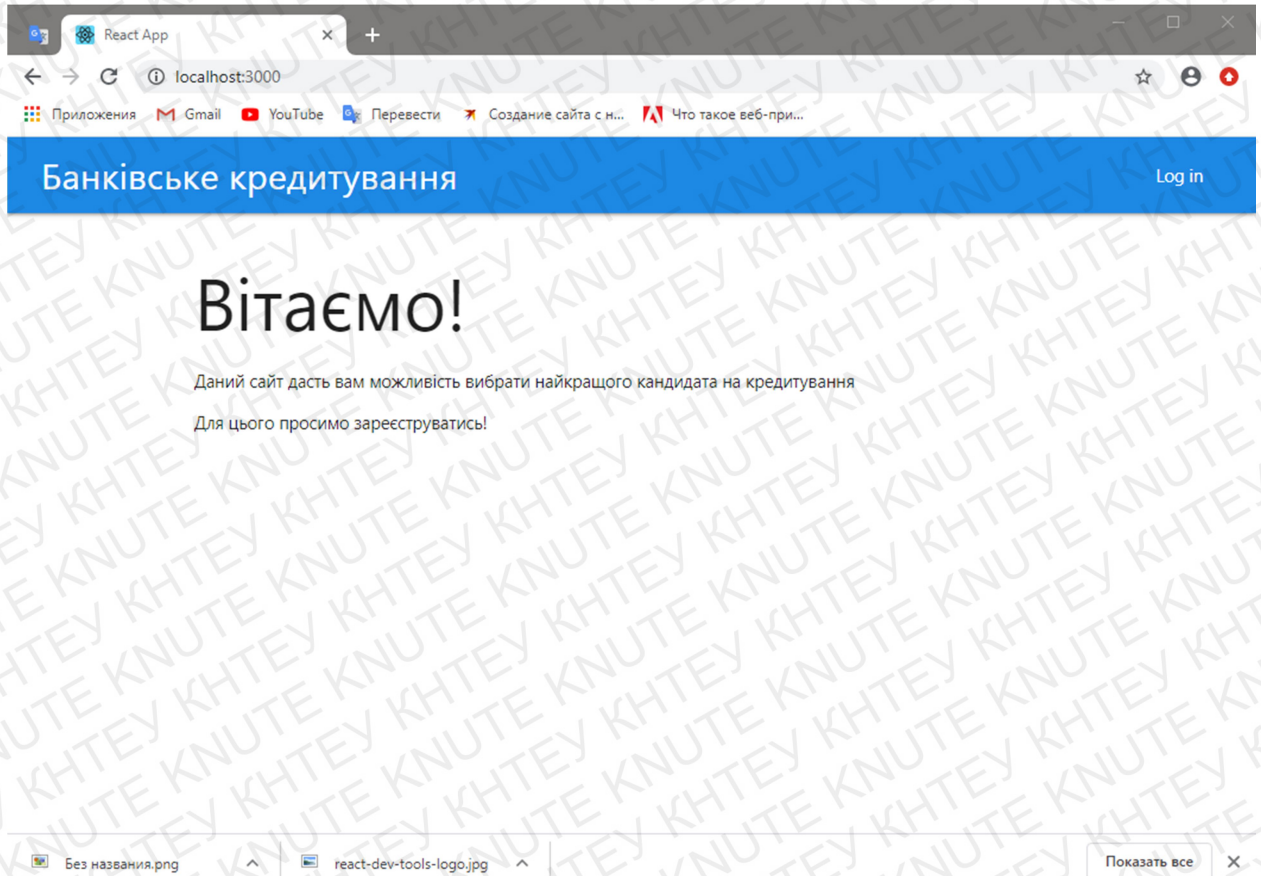 React App
localhost:3000
Приложения Gmail YouTube Перевести Создание сайта с н... Что такое веб-при...
Банківське кредитування Log in
Вітаємо!
Даний сайт дасть вам можливість вибрати найкращого кандидата на кредитування
Для цього просимо зареєструватись!
Без названия.png react-dev-tools-logo.jpg Показать все
KNUTE КНТЕУ